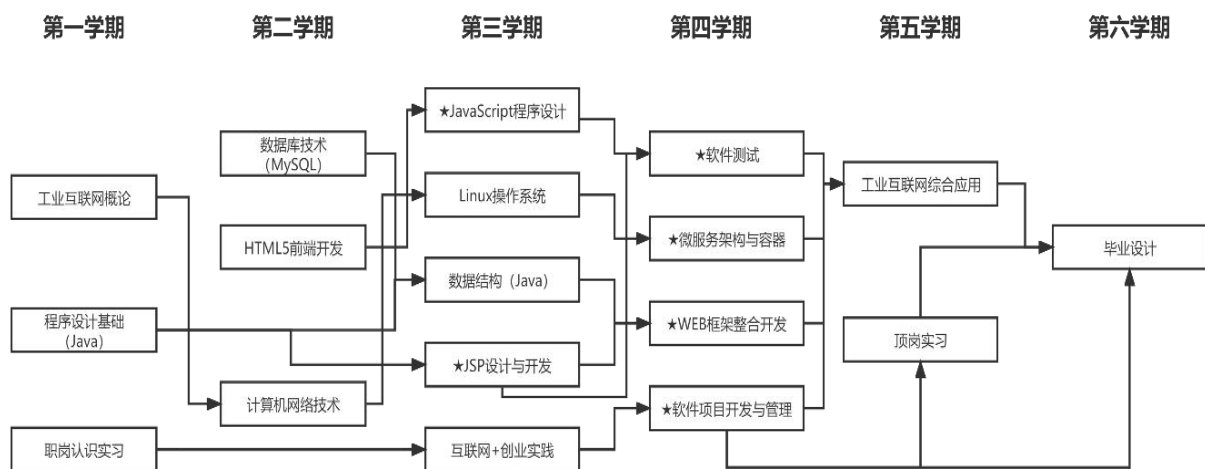 第一学期
第二学期
第三学期
第四学期
第五学期
第六学期
工业互联网概论
程序设计基础
(Java)
职岗认识实习
数据库技术
(MySQL)
HTML5前端开发
计算机网络技术
★JavaScript程序设计
Linux操作系统
数据结构（Java）
★JSP设计与开发
互联网+创业实践
★软件测试
★微服务架构与容器
★WEB框架整合开发
★软件项目开发与管理
工业互联网综合应用
顶岗实习
毕业设计